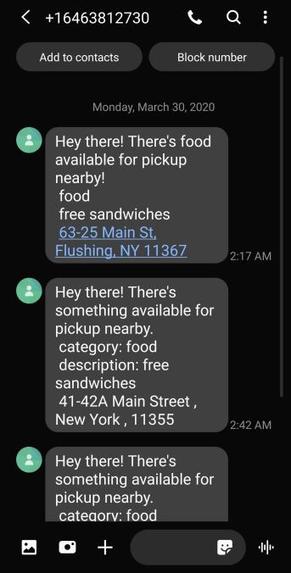 +16463812730
Add to contacts
Block number
Monday, March 30, 2020
Hey there! There's food
available for pickup
nearby!
food
free sandwiches
63-25 Main St,
Flushing, NY 11367
2:17 AM
Hey there! There's
something available for
pickup nearby.
category: food
description: free
sandwiches
41-42A Main Street ,
New York , 11355
2:42 AM
Hey there! There's
something available for
pickup nearby.
category: food